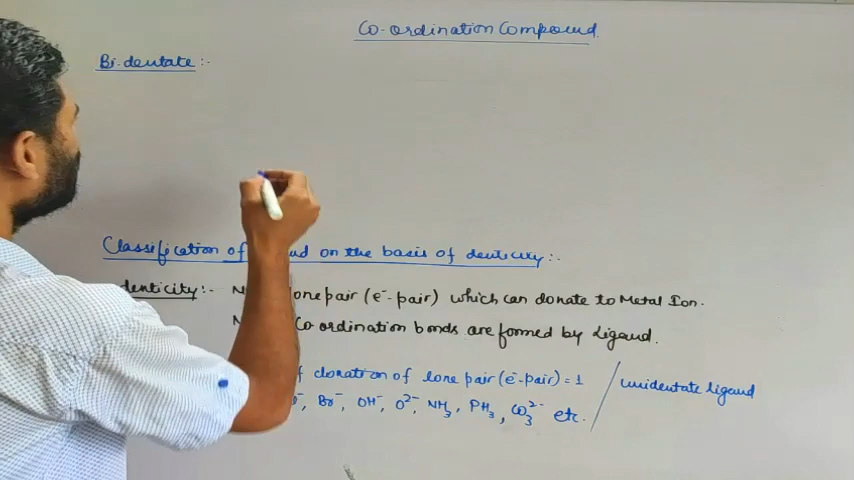 Co-ordination Compound.
Bi-dentate :-
Classification of on the basis of denticity:-
denticity:- lone pair (e⁻-pair) which can donate to Metal Ion.
Co ordination bonds are formed by Ligand.
of donation of lone pair (e⁻-pair) = 1 / unidentate ligand
Br⁻, OH⁻, O²⁻, NH₃, PH₃, CO₃²⁻ etc.